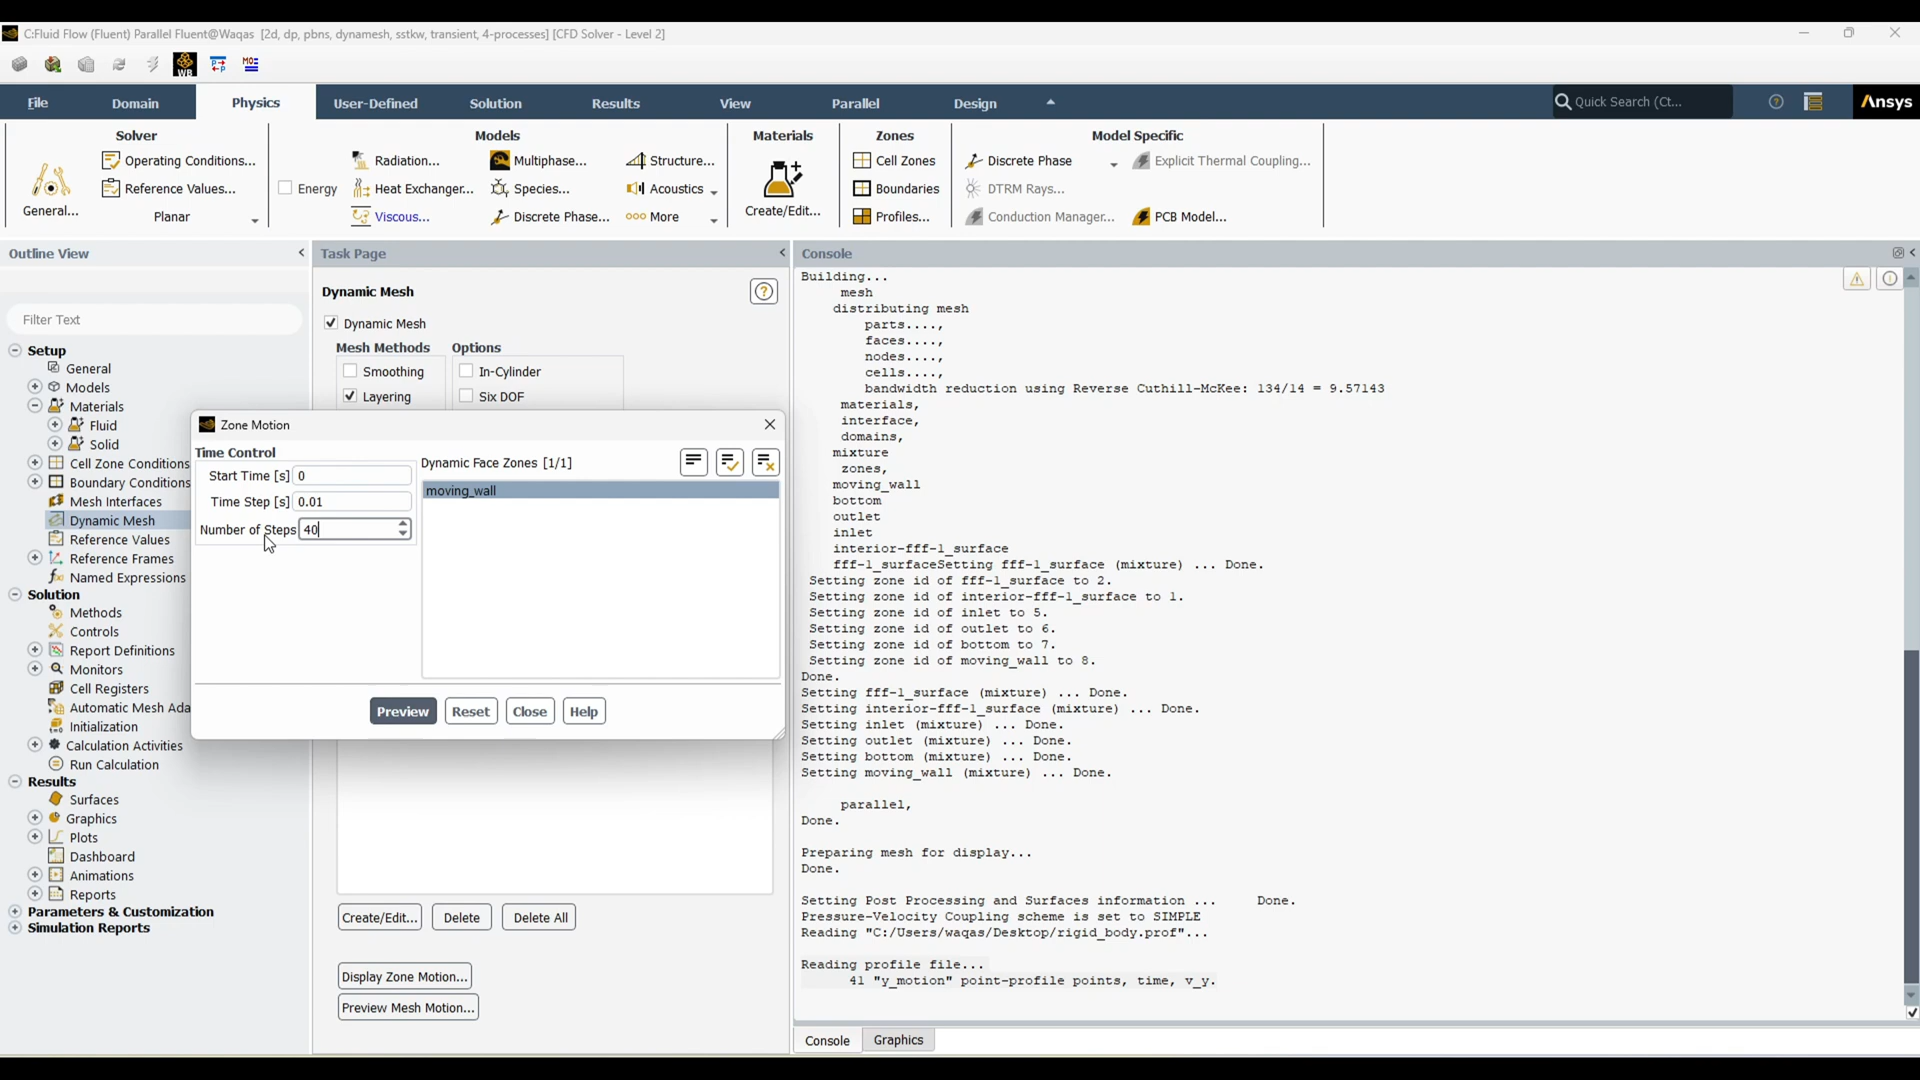 C:Fluid Flow (Fluent) Parallel Fluent@Waqas [2d, dp, pbns, dynamesh, sstkw, transient, 4-processes] [CFD Solver - Level 2]
WB
File Domain Physics User-Defined Solution Results View Parallel Design Quick Search (Ct... Ansys
Solver
Operating Conditions...
Reference Values...
General...
Planar
Models
Energy
Radiation...
Heat Exchanger...
Viscous...
Multiphase...
Species...
Discrete Phase...
Structure...
Acoustics
More
Materials
Create/Edit...
Zones
Cell Zones
Boundaries
Profiles...
Model Specific
Discrete Phase
DTRM Rays...
Conduction Manager...
Explicit Thermal Coupling...
PCB Model...
Outline View
Filter Text
Setup
General
Models
Materials
Fluid
Solid
Cell Zone Conditions
Boundary Conditions
Mesh Interfaces
Dynamic Mesh
Reference Values
Reference Frames
Named Expressions
Solution
Methods
Controls
Report Definitions
Monitors
Cell Registers
Automatic Mesh Ada
Initialization
Calculation Activities
Run Calculation
Results
Surfaces
Graphics
Plots
Dashboard
Animations
Reports
Parameters & Customization
Simulation Reports
Task Page
Dynamic Mesh
Dynamic Mesh
Mesh Methods
Smoothing
Layering
Options
In-Cylinder
Six DOF
Zone Motion
Time Control
Start Time [s] 0
Time Step [s] 0.01
Number of Steps 40
Dynamic Face Zones [1/1]
moving_wall
Preview Reset Close Help
Create/Edit... Delete Delete All
Display Zone Motion...
Preview Mesh Motion...
Console
Building...
mesh
distributing mesh
parts....,
faces....,
nodes....,
cells....,
bandwidth reduction using Reverse Cuthill-McKee: 134/14 = 9.57143
materials,
interface,
domains,
mixture
zones,
moving_wall
bottom
outlet
inlet
interior-fff-1_surface
fff-1_surfaceSetting fff-1_surface (mixture) ... Done.
Setting zone id of fff-1_surface to 2.
Setting zone id of interior-fff-1_surface to 1.
Setting zone id of inlet to 5.
Setting zone id of outlet to 6.
Setting zone id of bottom to 7.
Setting zone id of moving_wall to 8.
Done.
Setting fff-1_surface (mixture) ... Done.
Setting interior-fff-1_surface (mixture) ... Done.
Setting inlet (mixture) ... Done.
Setting outlet (mixture) ... Done.
Setting bottom (mixture) ... Done.
Setting moving_wall (mixture) ... Done.
parallel,
Done.
Preparing mesh for display...
Done.
Setting Post Processing and Surfaces information ... Done.
Pressure-Velocity Coupling scheme is set to SIMPLE
Reading "C:/Users/waqas/Desktop/rigid_body.prof"...
Reading profile file...
41 "y_motion" point-profile points, time, v_y.
Console Graphics